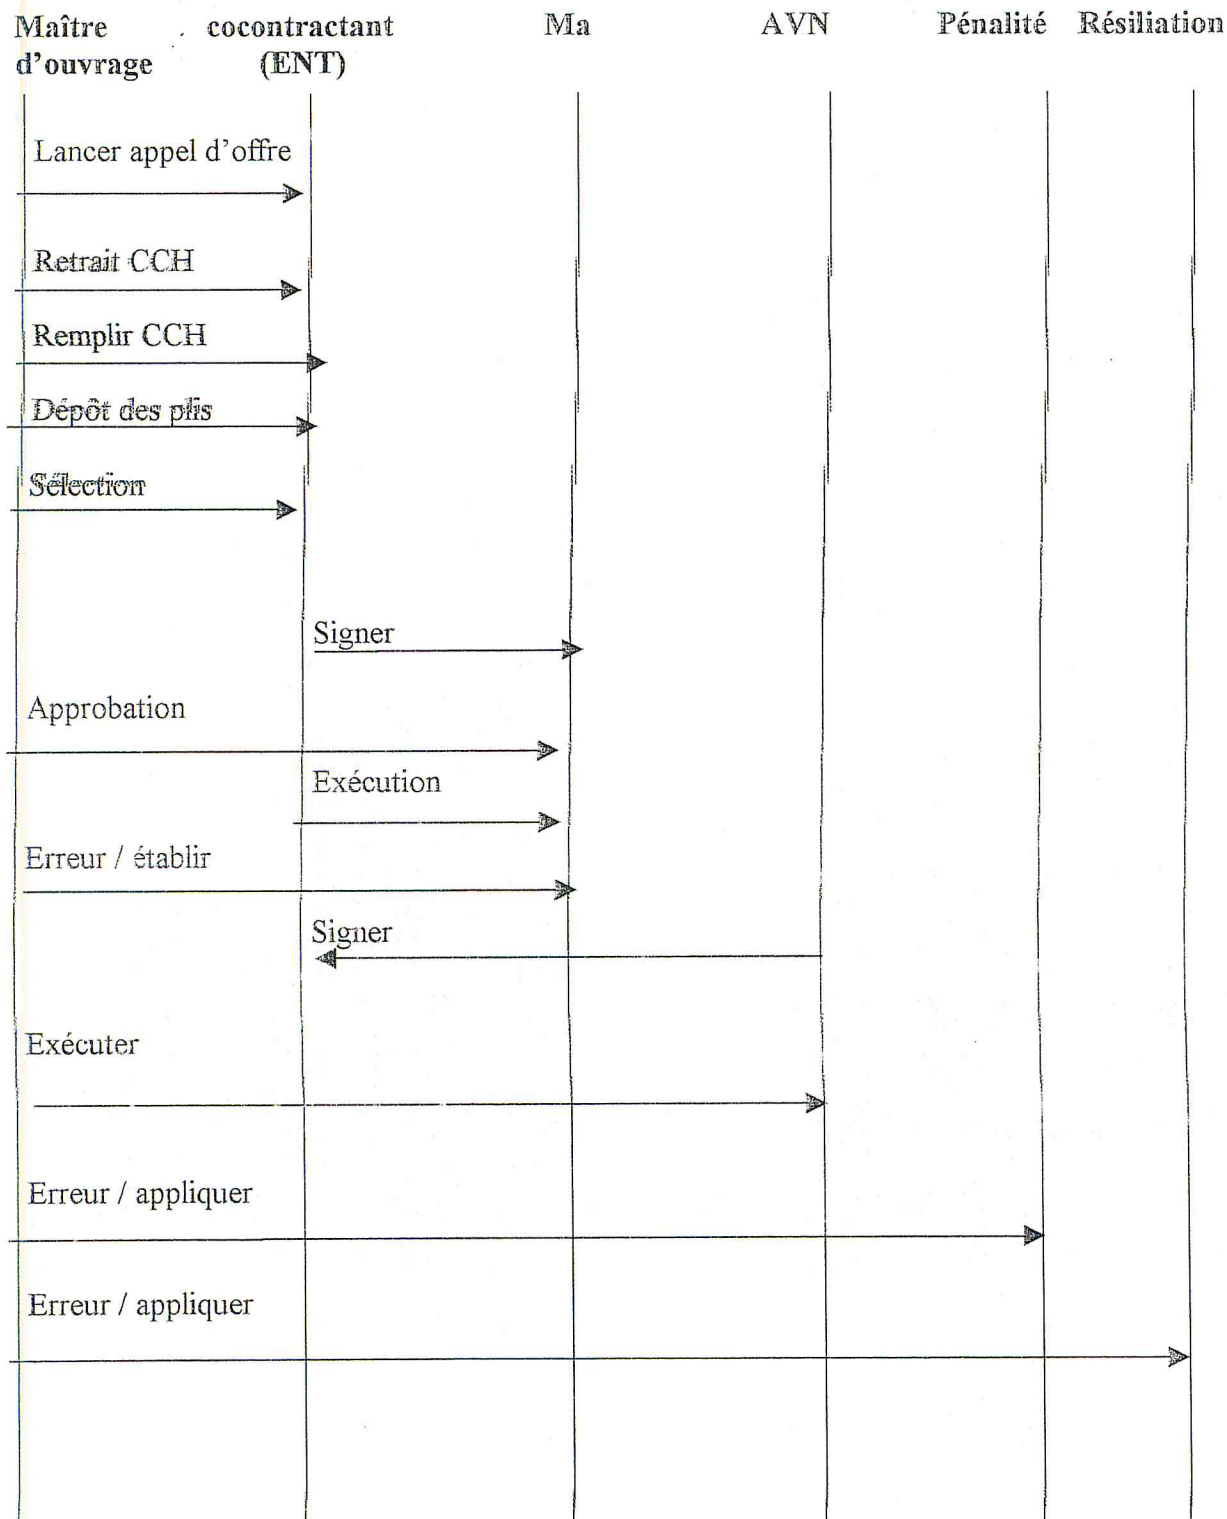 Maître cocontractant Ma AVN Pénalité Résiliation
d'ouvrage (ENT)
Lancer appel d'offre
Retrait CCH
Remplir CCH
Dépôt des plis
Sélection
Signer
Approbation
Exécution
Erreur / établir
Signer
Exécuter
Erreur / appliquer
Erreur / appliquer